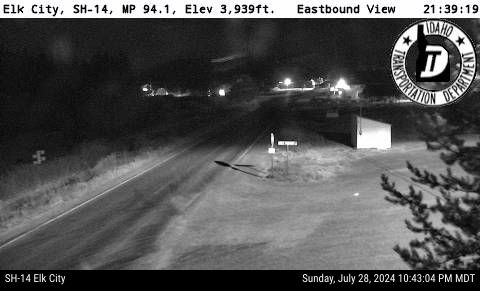 Elk City, SH-14, MP 94.1, Elev 3,939ft. Eastbound View 21:39:19
IDAHO
TRANSPORTATION DEPARTMENT
SH-14 Elk City Sunday, July 28, 2024 10:43:04 PM MDT